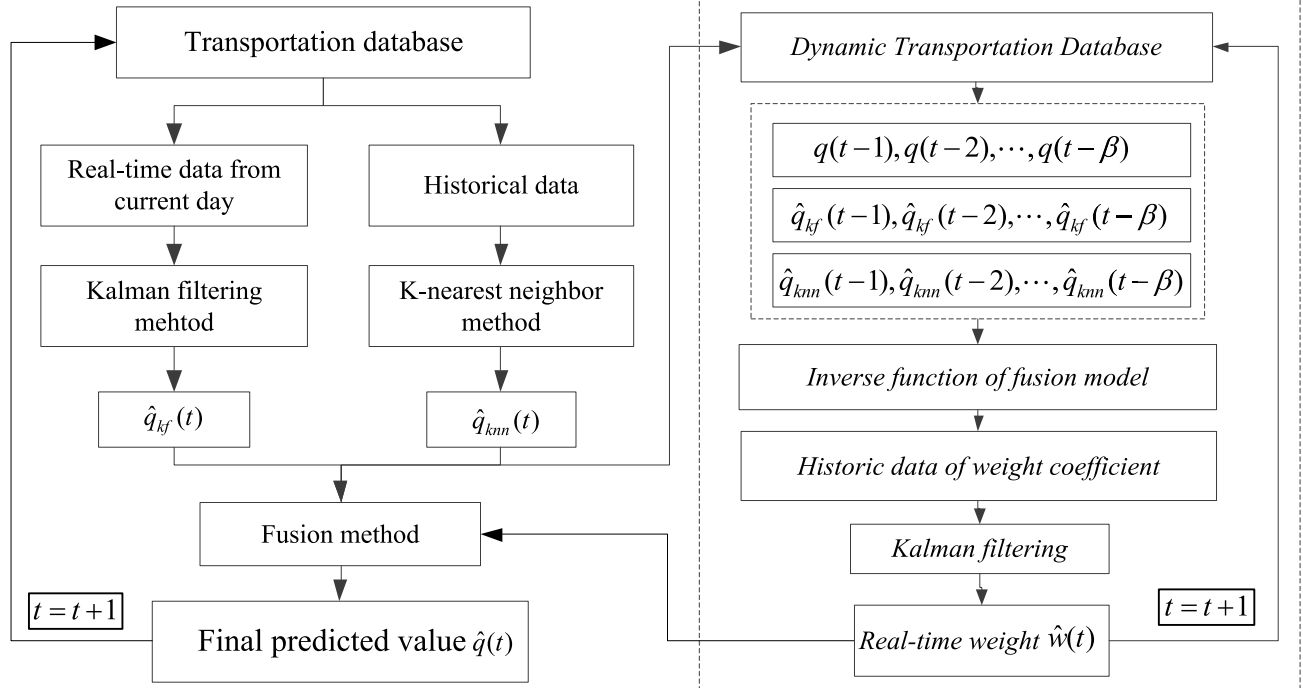 Transportation database
Real-time data from
current day
Historical data
Kalman filtering
mehtod
K-nearest neighbor
method
q̂_kf(t)
q̂_knn(t)
Fusion method
t = t+1
Final predicted value q̂(t)
Dynamic Transportation Database
q(t−1),q(t−2),⋯,q(t−β)
q̂_kf(t−1),q̂_kf(t−2),⋯,q̂_kf(t−β)
q̂_knn(t−1),q̂_knn(t−2),⋯,q̂_knn(t−β)
Inverse function of fusion model
Historic data of weight coefficient
Kalman filtering
Real-time weight ŵ(t)
t = t+1